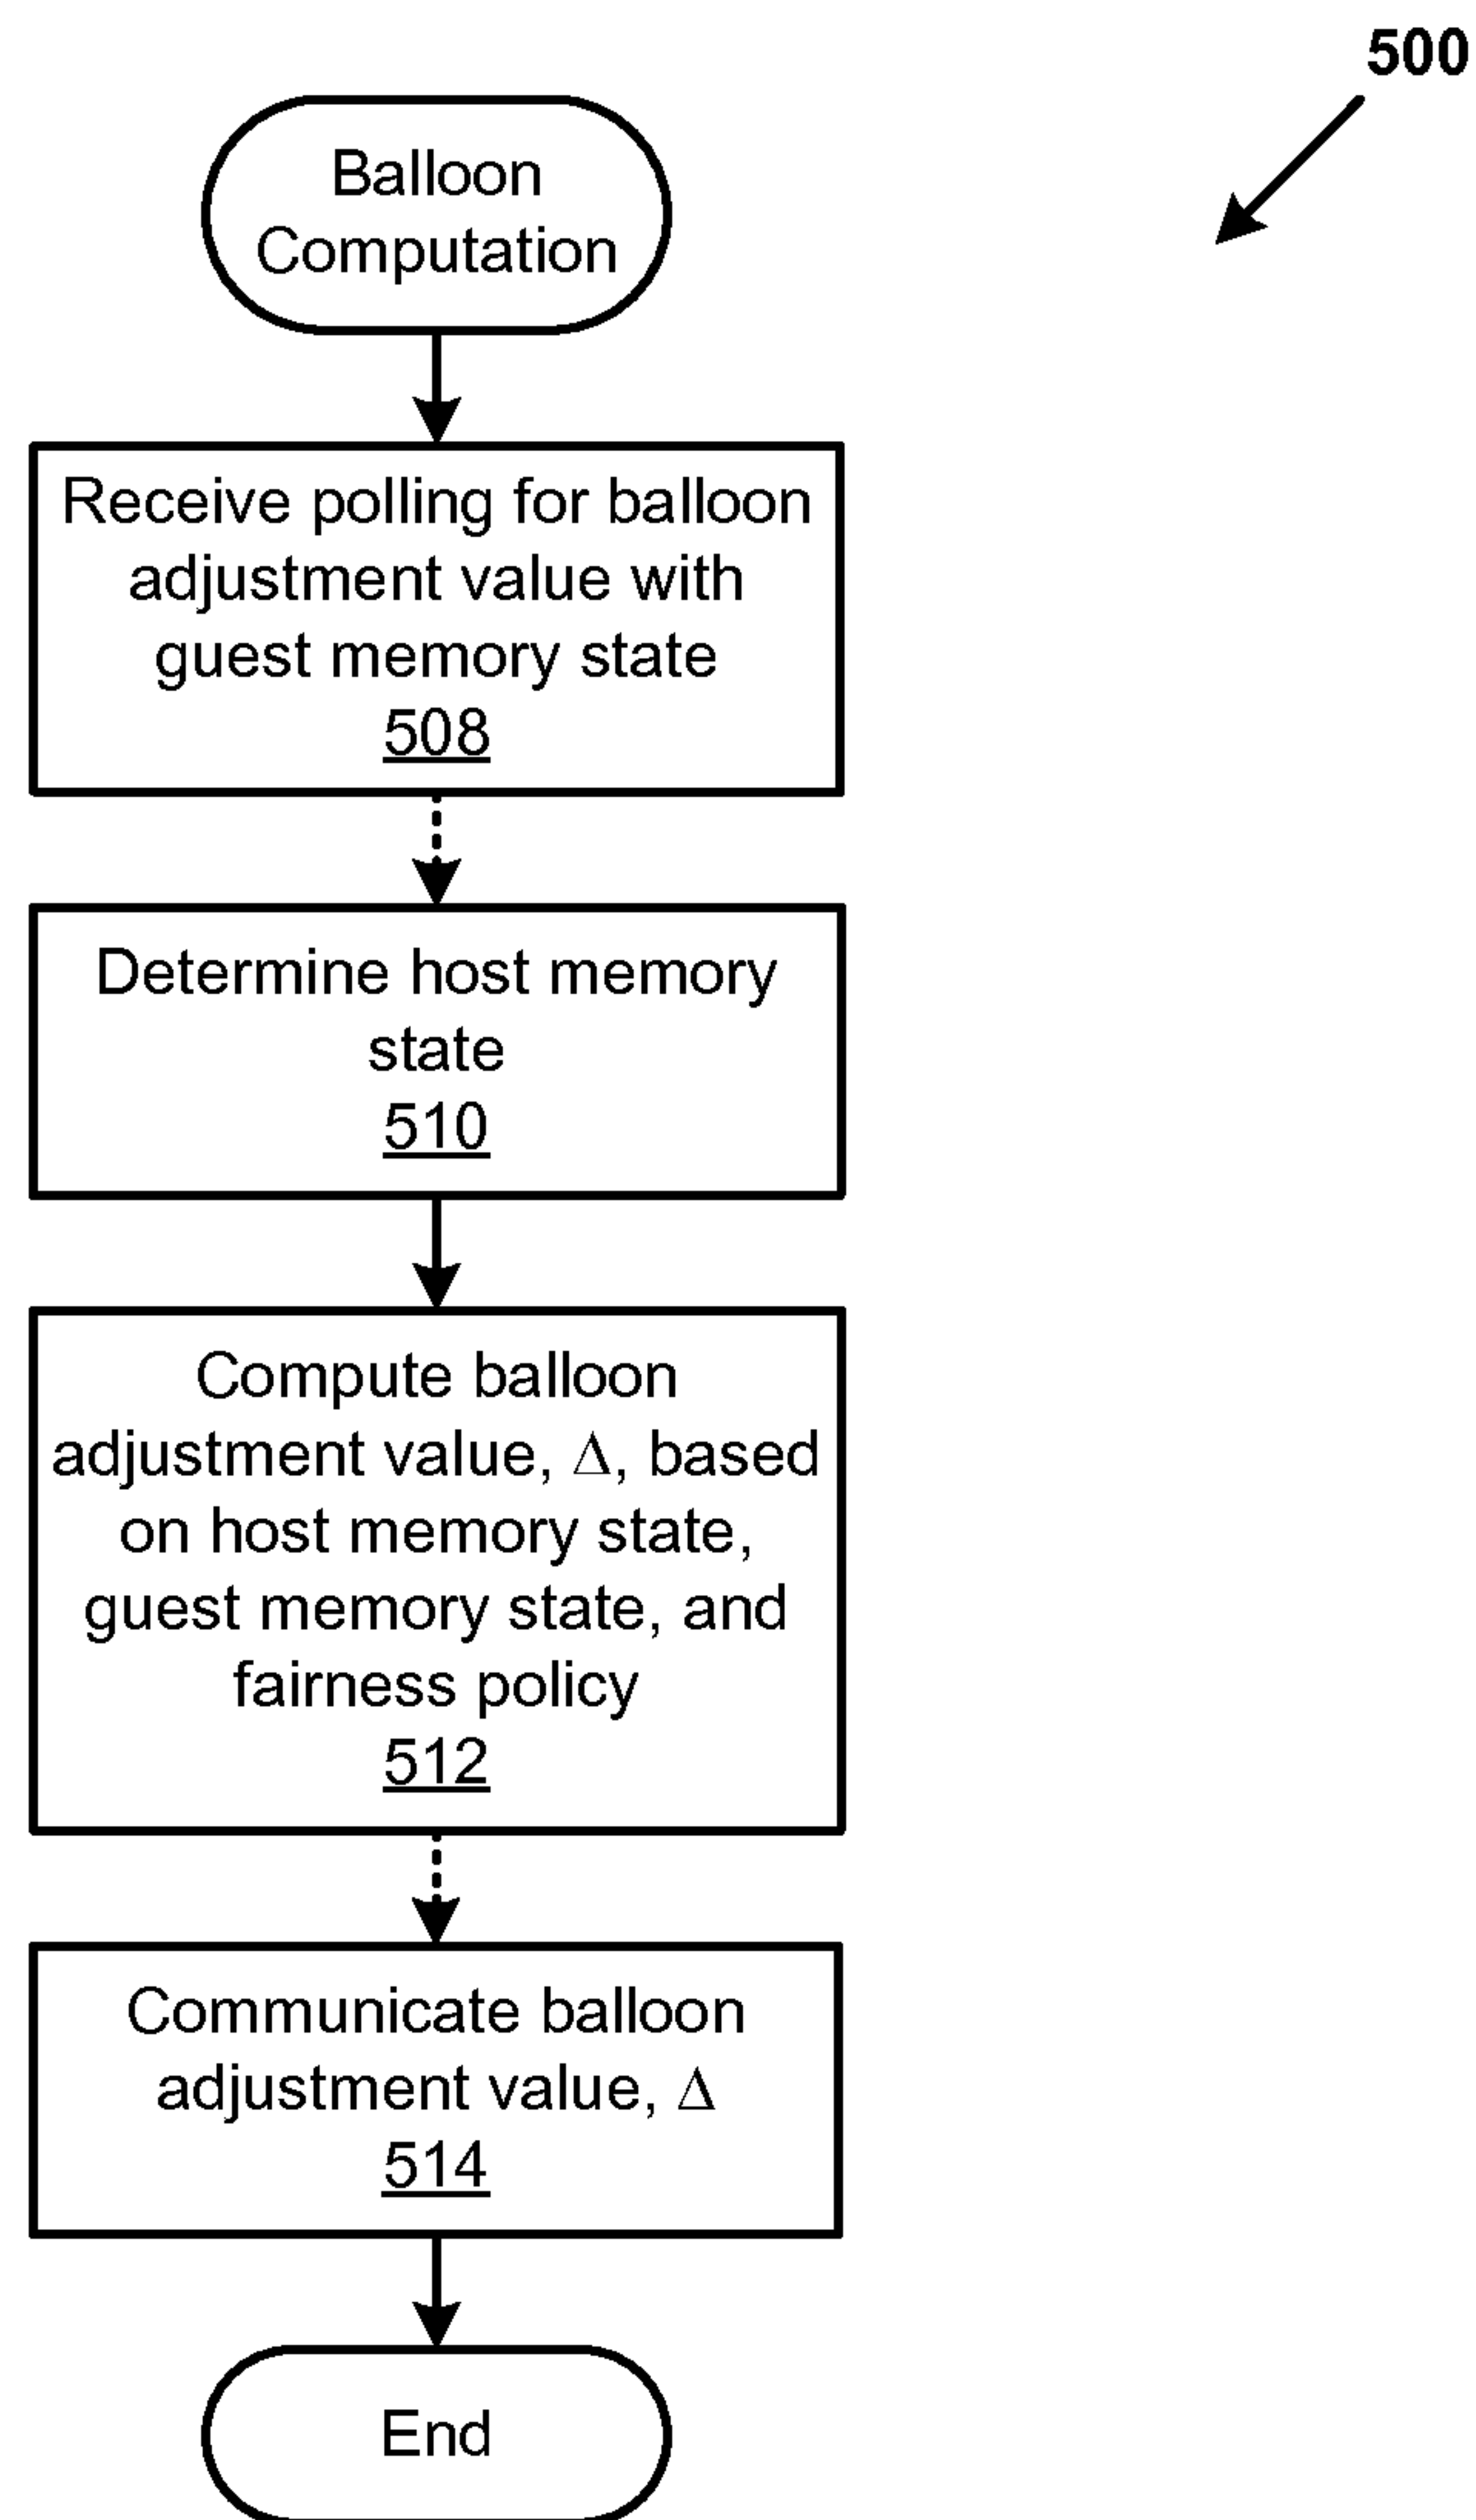 500
Balloon
Computation
Receive polling for balloon
adjustment value with
guest memory state
508
Determine host memory
state
510
Compute balloon
adjustment value, Δ, based
on host memory state,
guest memory state, and
fairness policy
512
Communicate balloon
adjustment value, Δ
514
End